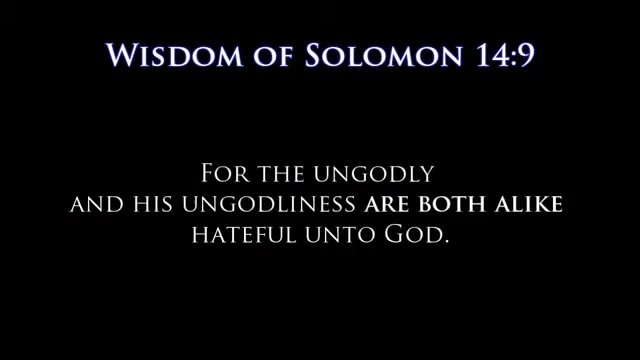 Wisdom of Solomon 14:9
For the ungodly
and his ungodliness are both alike
hateful unto God.